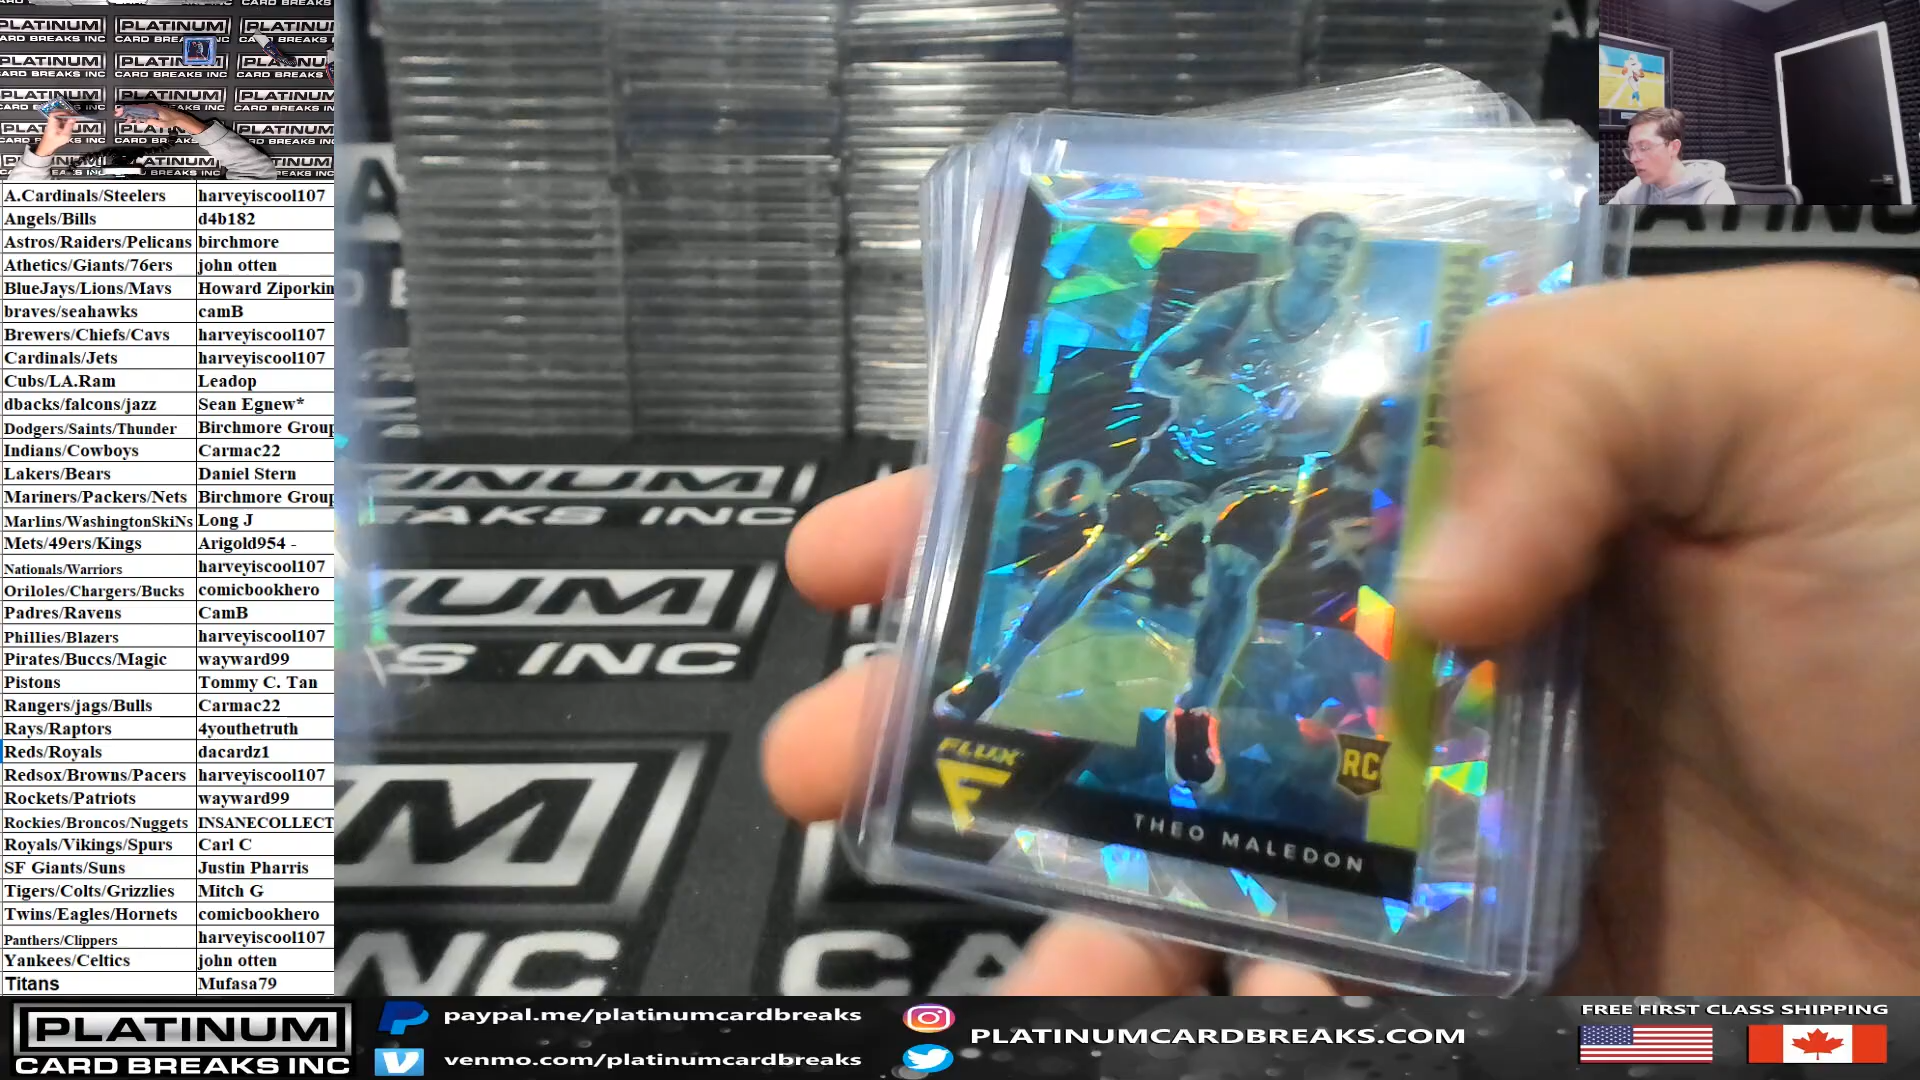 PLATINUM
CARD BREAKS INC
A.Cardinals/Steelers harveyiscool107
Angels/Bills d4b182
Astros/Raiders/Pelicans birchmore
Athetics/Giants/76ers john otten
BlueJays/Lions/Mavs Howard Ziporkin
braves/seahawks camB
Brewers/Chiefs/Cavs harveyiscool107
Cardinals/Jets harveyiscool107
Cubs/LA.Ram Leadop
dbacks/falcons/jazz Sean Egnew*
Dodgers/Saints/Thunder Birchmore Group
Indians/Cowboys Carmac22
Lakers/Bears Daniel Stern
Mariners/Packers/Nets Birchmore Group
Marlins/WashingtonSkiNs Long J
Mets/49ers/Kings Arigold954 -
Nationals/Warriors harveyiscool107
Oriloles/Chargers/Bucks comicbookhero
Padres/Ravens CamB
Phillies/Blazers harveyiscool107
Pirates/Buccs/Magic wayward99
Pistons Tommy C. Tan
Rangers/jags/Bulls Carmac22
Rays/Raptors 4youthetruth
Reds/Royals dacardz1
Redsox/Browns/Pacers harveyiscool107
Rockets/Patriots wayward99
Rockies/Broncos/Nuggets INSANECOLLECT
Royals/Vikings/Spurs Carl C
SF Giants/Suns Justin Pharris
Tigers/Colts/Grizzlies Mitch G
Twins/Eagles/Hornets comicbookhero
Panthers/Clippers harveyiscool107
Yankees/Celtics john otten
Titans Mufasa79
FLUX
F
RC
THEO MALEDON
PLATINUM
CARD BREAKS INC
paypal.me/platinumcardbreaks
venmo.com/platinumcardbreaks
PLATINUMCARDBREAKS.COM
FREE FIRST CLASS SHIPPING